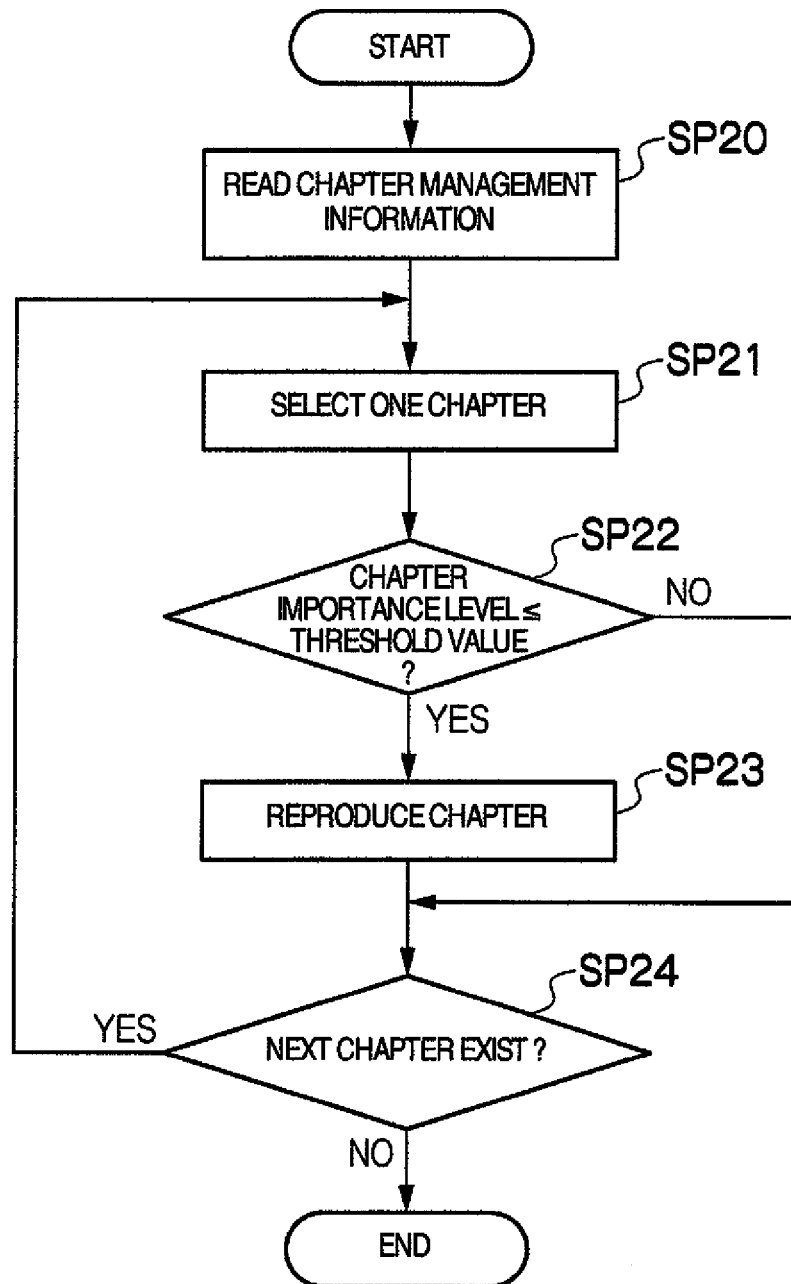 START
SP20
READ CHAPTER MANAGEMENT
INFORMATION
SP21
SELECT ONE CHAPTER
SP22
CHAPTER
IMPORTANCE LEVEL ≦
THRESHOLD VALUE
?
NO
YES
SP23
REPRODUCE CHAPTER
SP24
YES
NEXT CHAPTER EXIST ?
NO
END